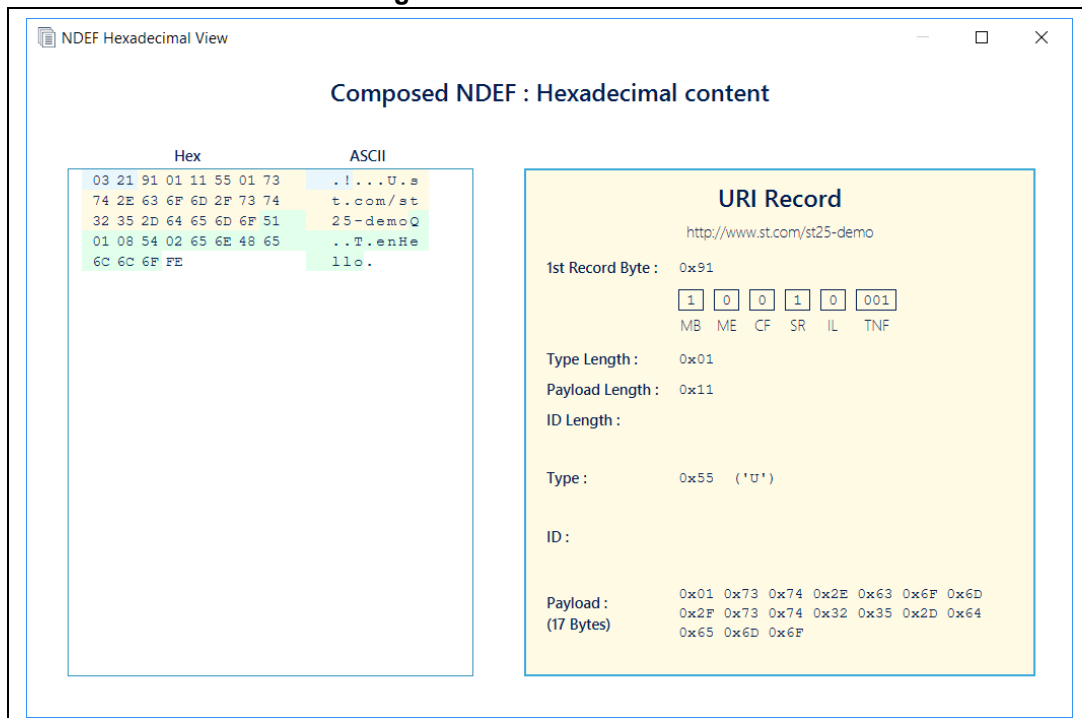 NDEF Hexadecimal View
Composed NDEF : Hexadecimal content
Hex ASCII
03 21 91 01 11 55 01 73 .!...U.s
74 2E 63 6F 6D 2F 73 74 t.com/st
32 35 2D 64 65 6D 6F 51 25-demoQ
01 08 54 02 65 6E 48 65 ..T.enHe
6C 6C 6F FE llo.
URI Record
http://www.st.com/st25-demo
1st Record Byte : 0x91
1 0 0 1 0 001
MB ME CF SR IL TNF
Type Length : 0x01
Payload Length : 0x11
ID Length :
Type : 0x55 ('U')
ID :
Payload :
(17 Bytes)
0x01 0x73 0x74 0x2E 0x63 0x6F 0x6D
0x2F 0x73 0x74 0x32 0x35 0x2D 0x64
0x65 0x6D 0x6F